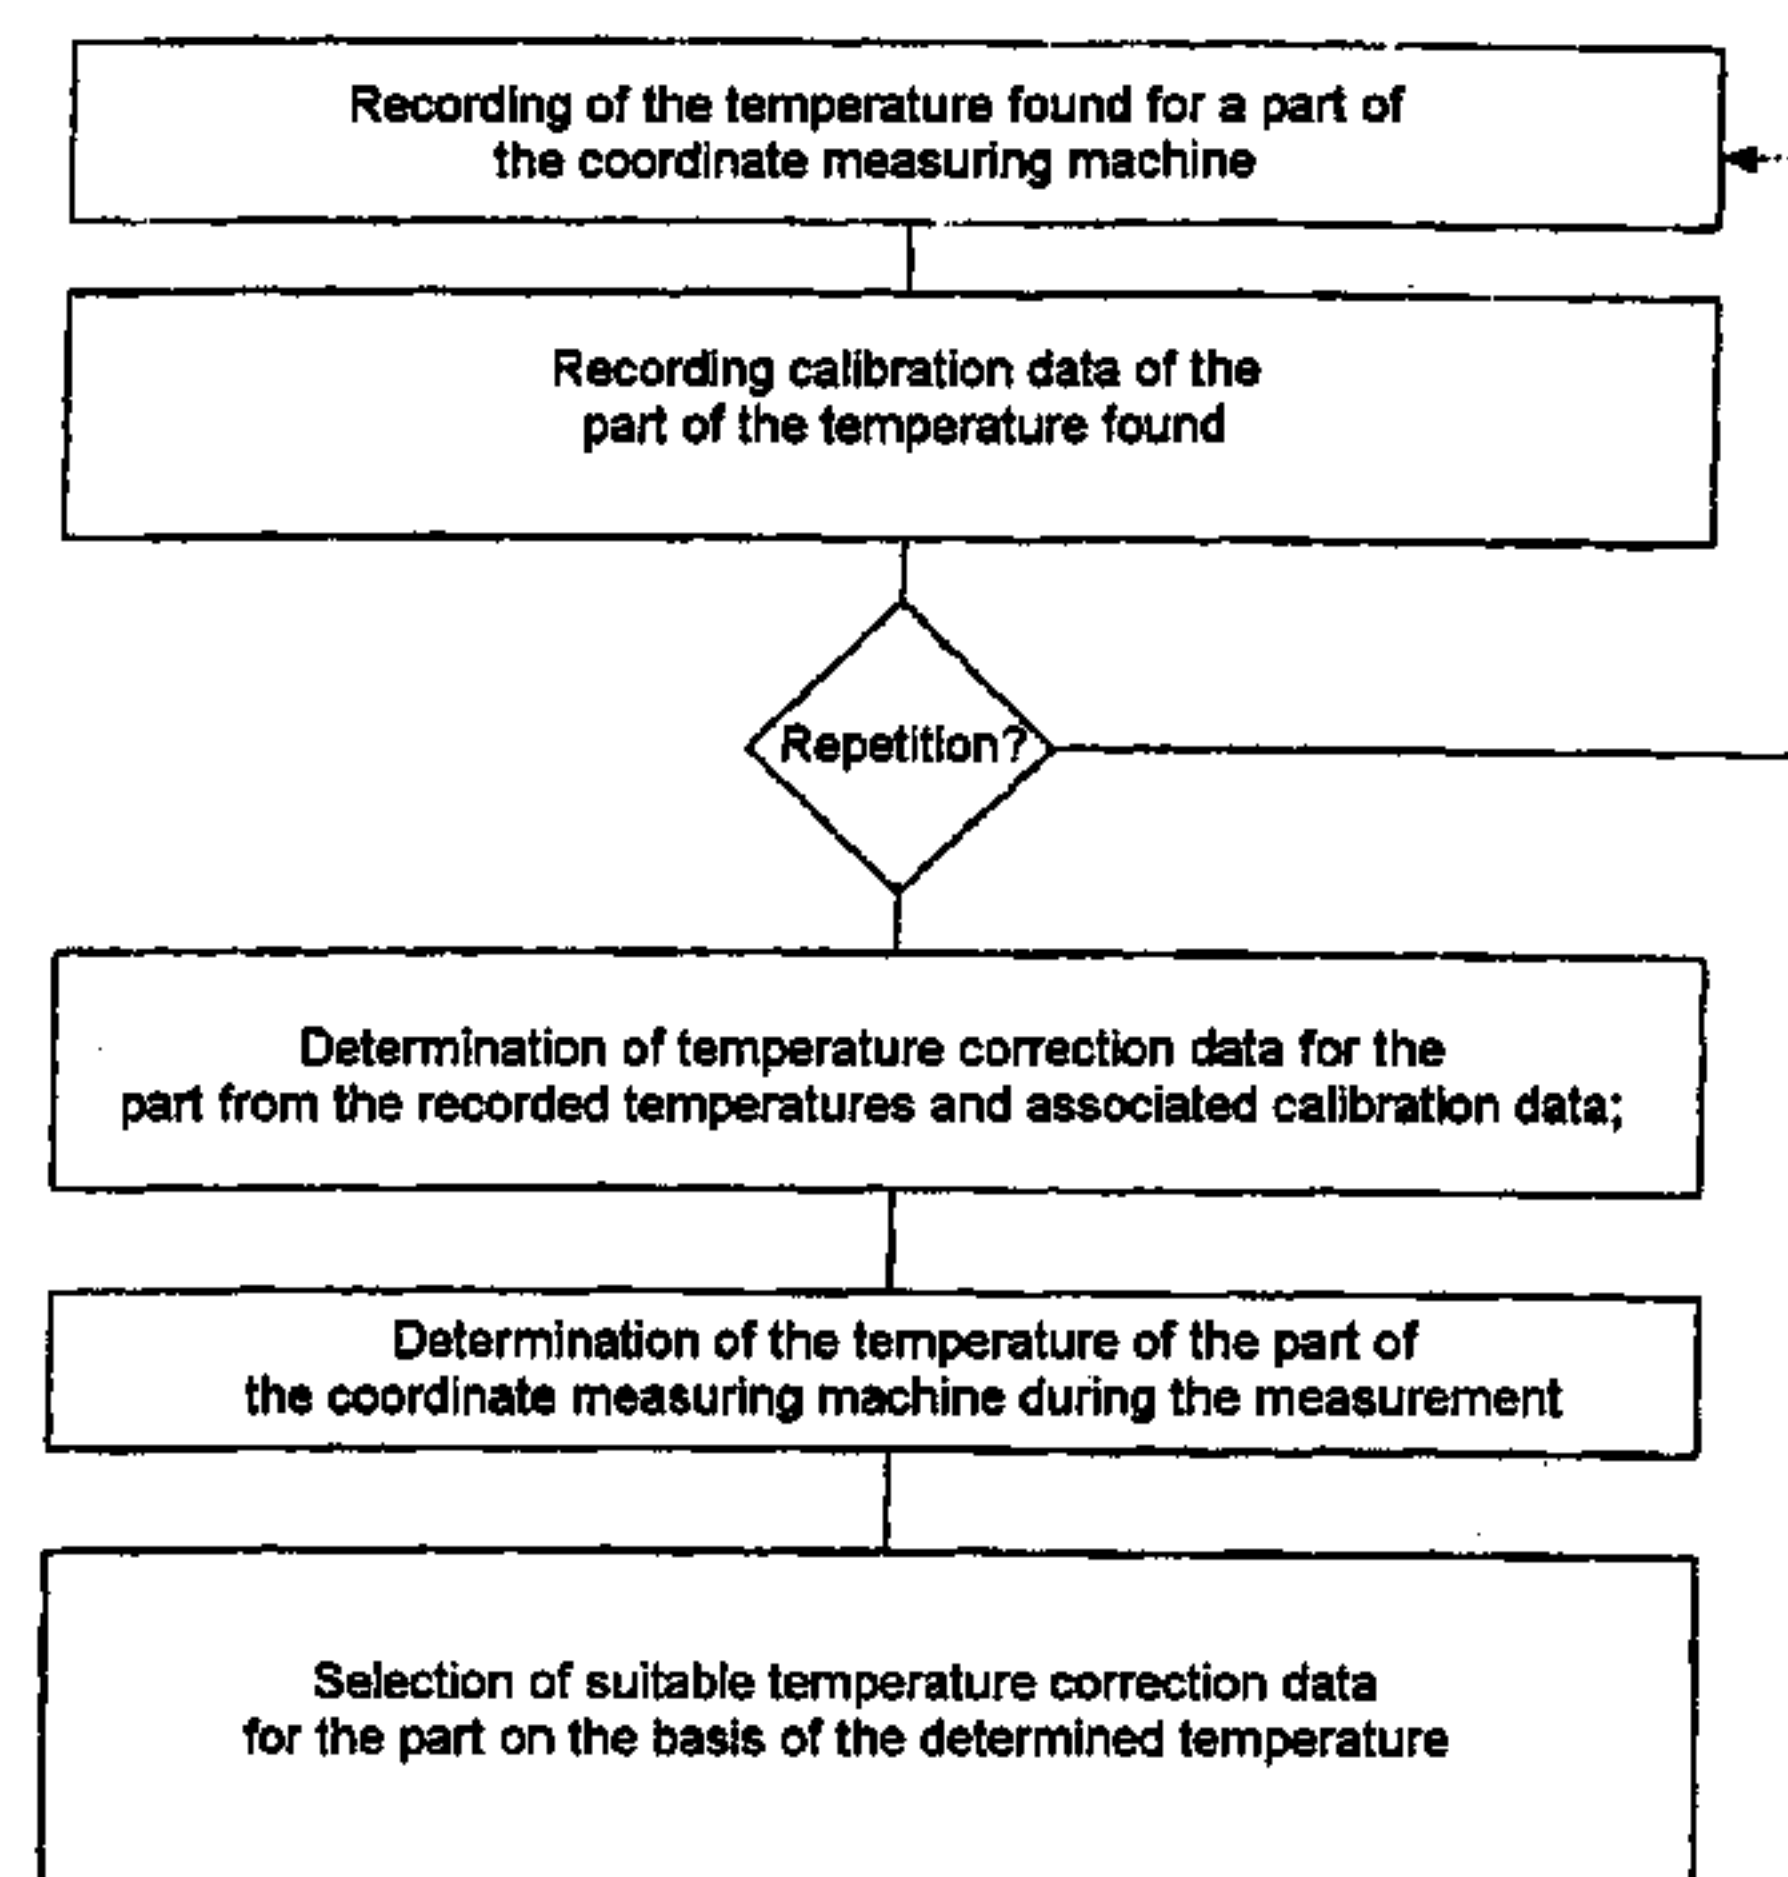 Recording of the temperature found for a part of
the coordinate measuring machine
Recording calibration data of the
part of the temperature found
Repetition?
Determination of temperature correction data for the
part from the recorded temperatures and associated calibration data;
Determination of the temperature of the part of
the coordinate measuring machine during the measurement
Selection of suitable temperature correction data
for the part on the basis of the determined temperature